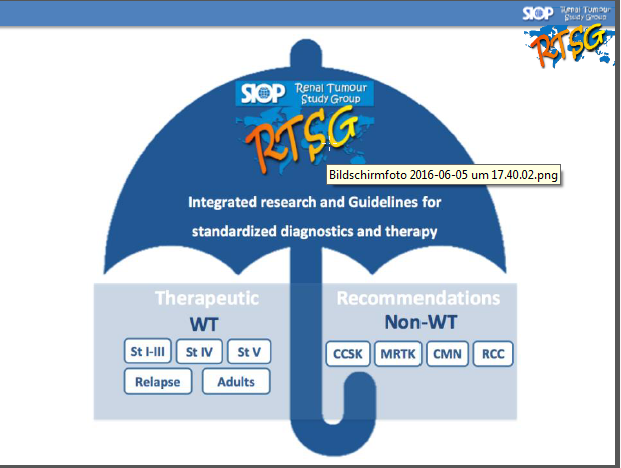 SIOP Renal Tumour
Study Group
RTSG
SIOP Renal Tumour
Study Group
RTSG
Bildschirmfoto 2016-06-05 um 17.40.02.png
Integrated research and Guidelines for
standardized diagnostics and therapy
Therapeutic Recommendations
WT Non-WT
St I-III St IV St V CCSK MRTK CMN RCC
Relapse Adults